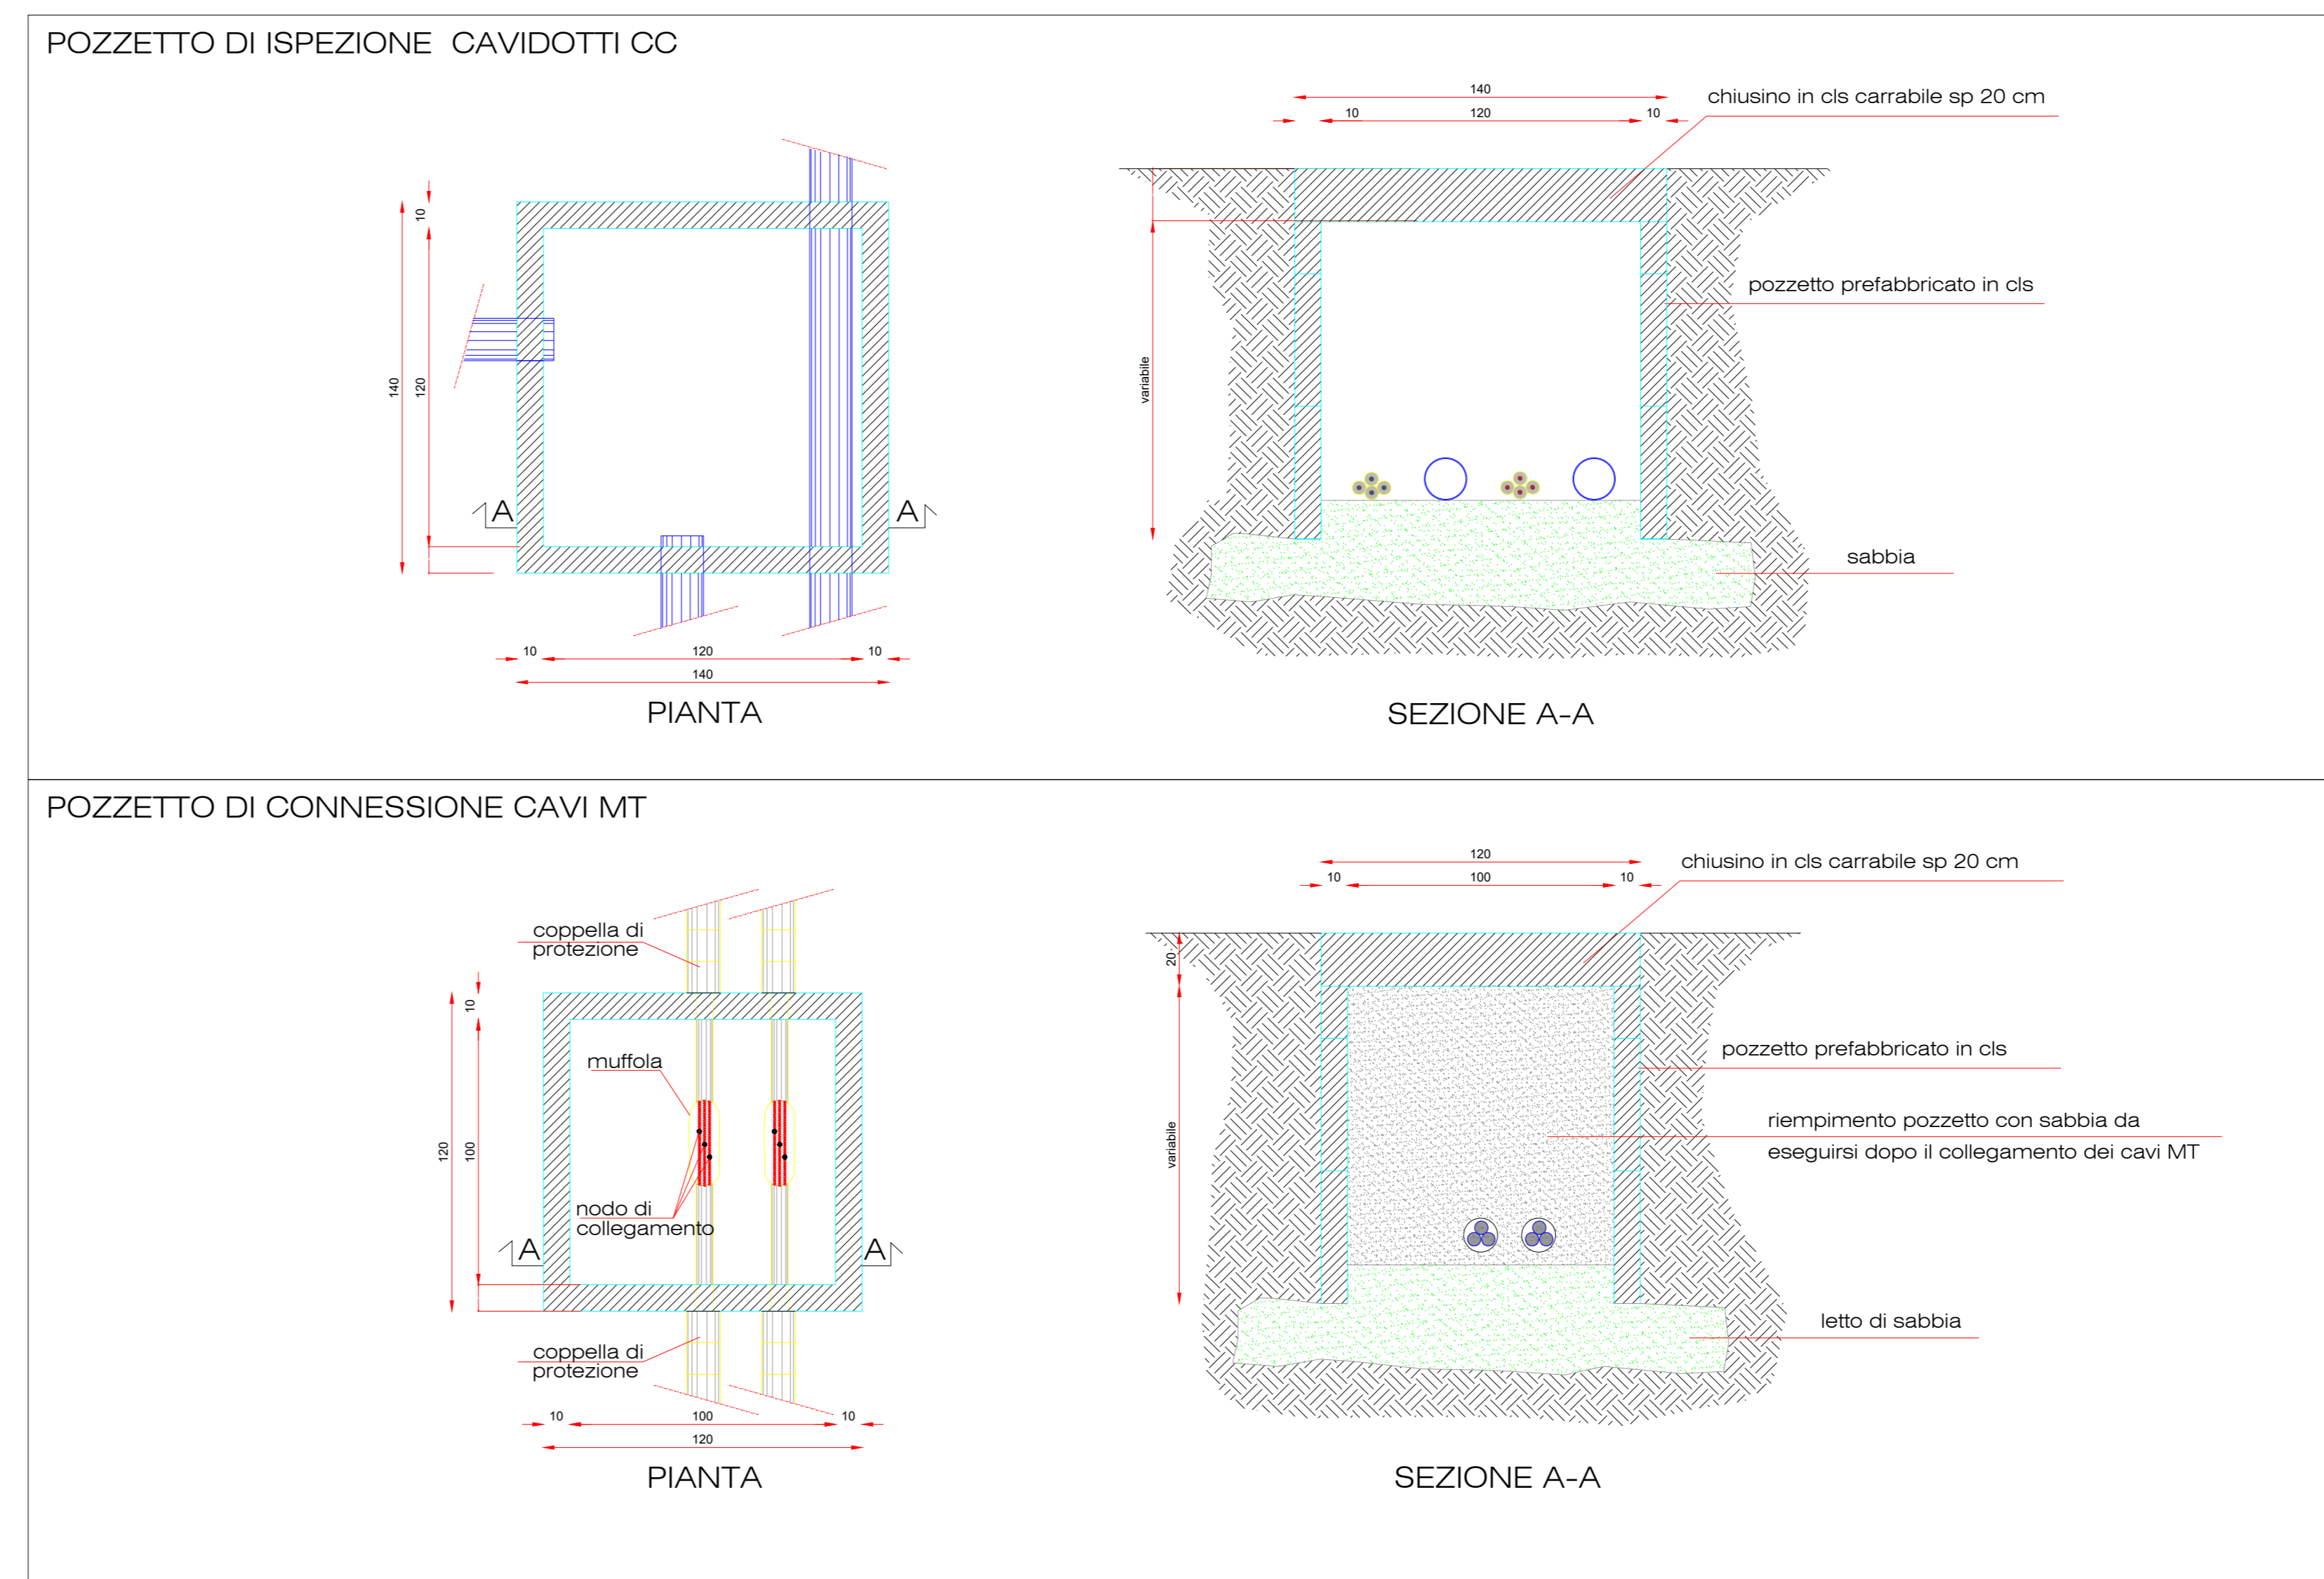 POZZETTO DI ISPEZIONE CAVIDOTTI CC
140
10 120 10
chiusino in cls carrabile sp 20 cm
10
140
120
pozzetto prefabbricato in cls
variabile
A A
sabbia
10 120 10
140
PIANTA
SEZIONE A-A
POZZETTO DI CONNESSIONE CAVI MT
120
10 100 10
chiusino in cls carrabile sp 20 cm
coppella di
protezione
20
10
120
100
muffola
pozzetto prefabbricato in cls
variabile
riempimento pozzetto con sabbia da
eseguirsi dopo il collegamento dei cavi MT
nodo di
collegamento
A A
letto di sabbia
coppella di
protezione
10 100 10
120
PIANTA
SEZIONE A-A